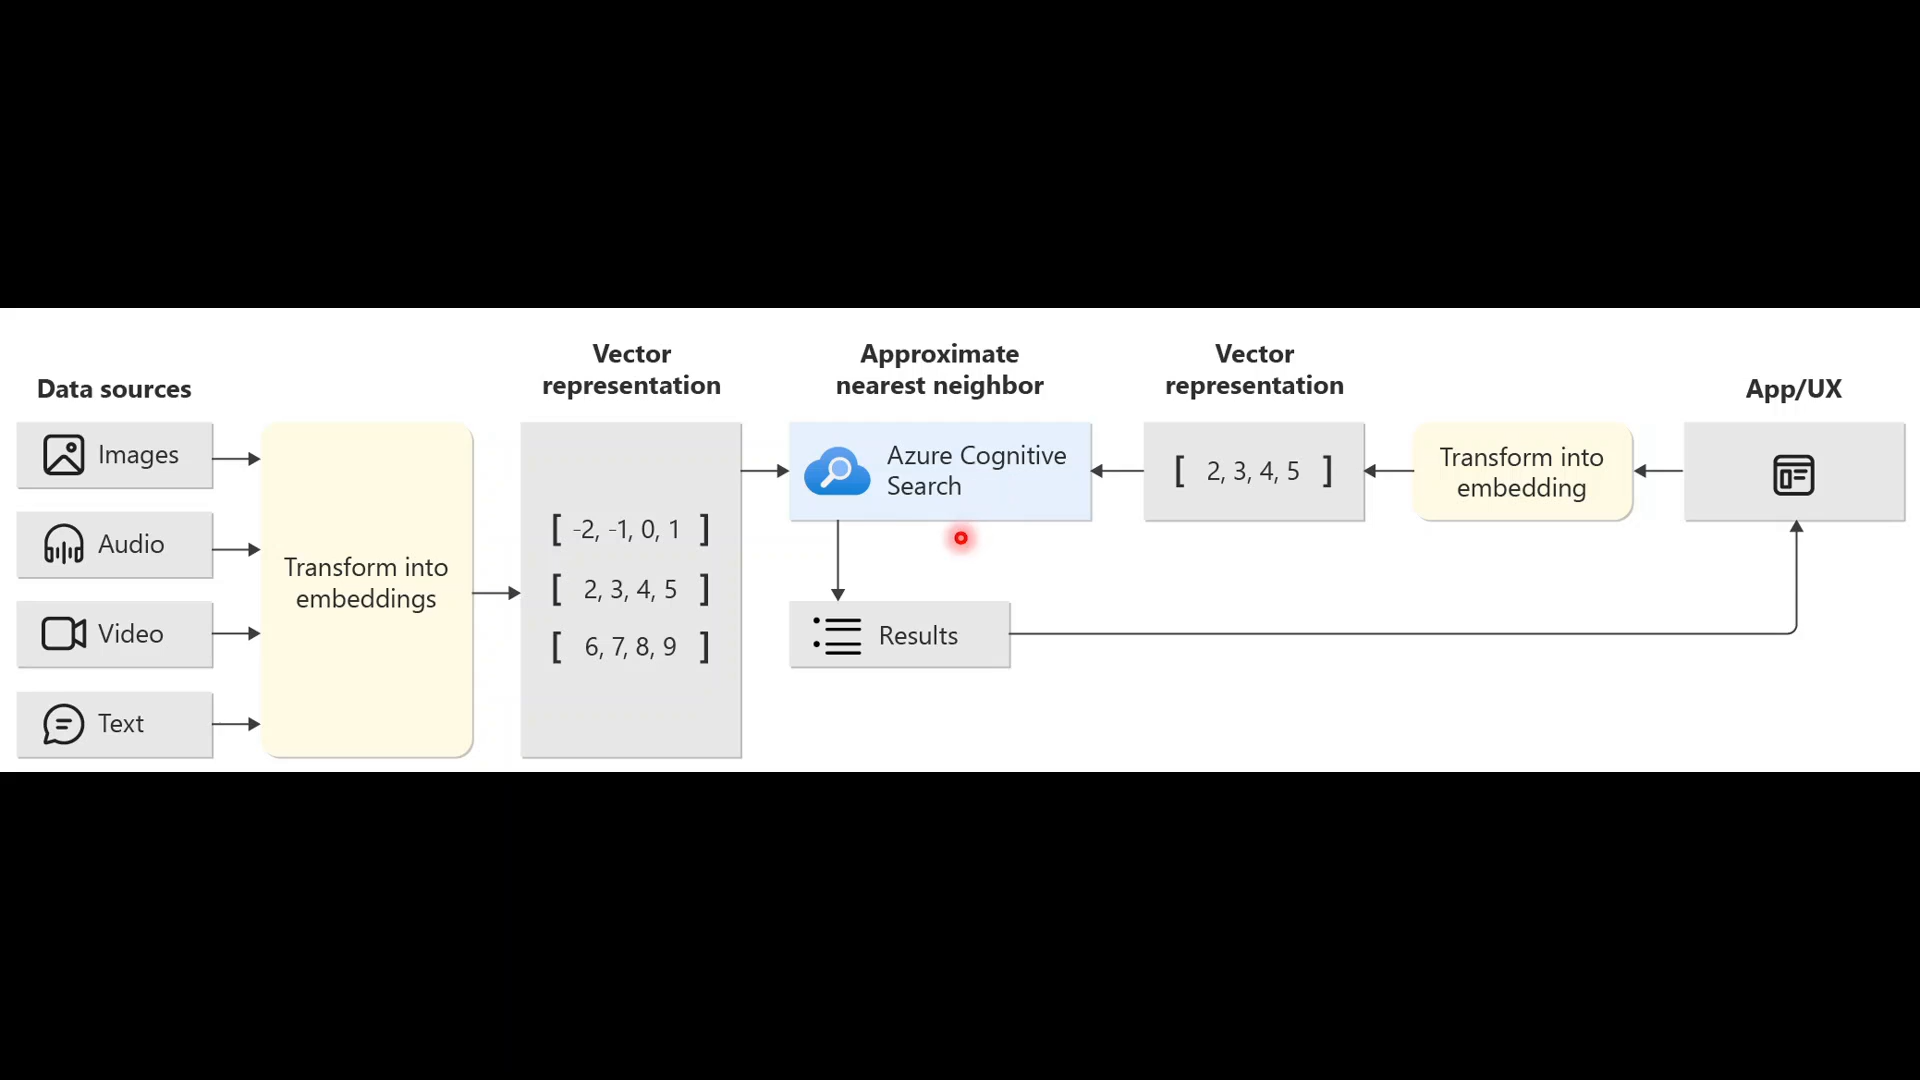 Data sources
Images
Audio
Video
Text
Transform into
embeddings
Vector
representation
[ -2, -1, 0, 1 ]
[ 2, 3, 4, 5 ]
[ 6, 7, 8, 9 ]
Approximate
nearest neighbor
Azure Cognitive
Search
Results
Vector
representation
[ 2, 3, 4, 5 ]
Transform into
embedding
App/UX